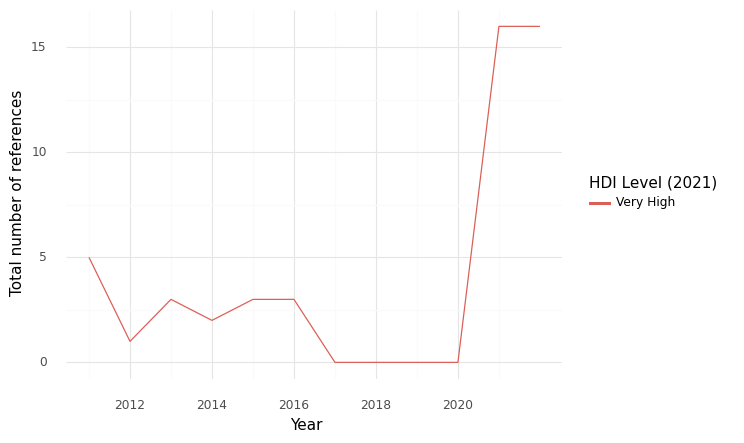 15
10
5
0
Total number of references
2012 2014 2016 2018 2020
Year
HDI Level (2021)
Very High